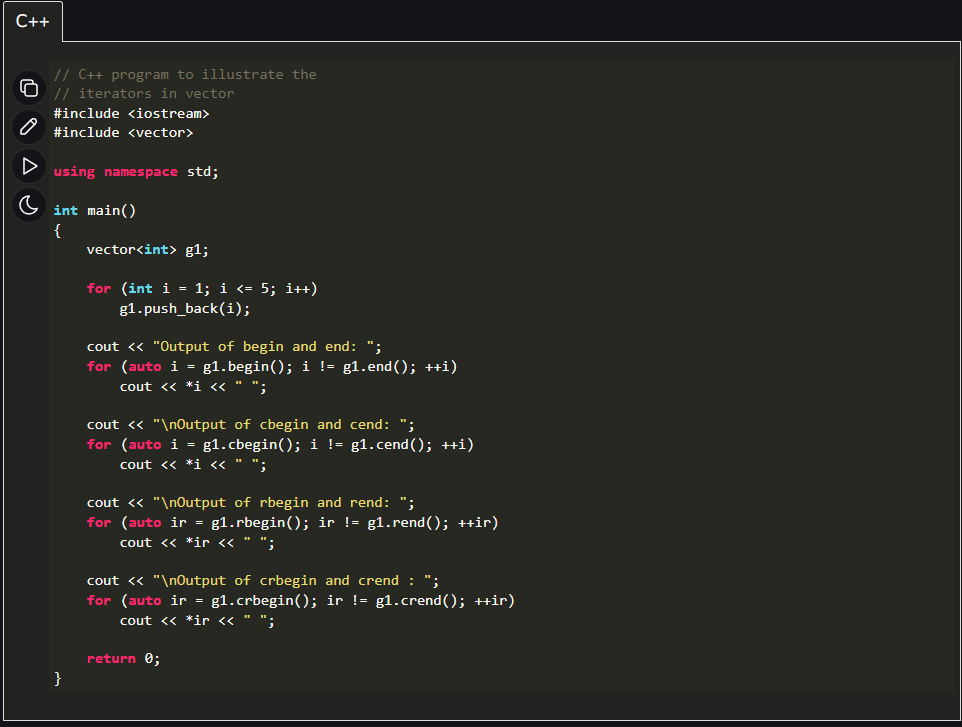 C++
// C++ program to illustrate the
// iterators in vector
#include <iostream>
#include <vector>
using namespace std;
int main()
{
    vector<int> g1;
    for (int i = 1; i <= 5; i++)
        g1.push_back(i);
    cout << "Output of begin and end: ";
    for (auto i = g1.begin(); i != g1.end(); ++i)
        cout << *i << " ";
    cout << "\nOutput of cbegin and cend: ";
    for (auto i = g1.cbegin(); i != g1.cend(); ++i)
        cout << *i << " ";
    cout << "\nOutput of rbegin and rend: ";
    for (auto ir = g1.rbegin(); ir != g1.rend(); ++ir)
        cout << *ir << " ";
    cout << "\nOutput of crbegin and crend : ";
    for (auto ir = g1.crbegin(); ir != g1.crend(); ++ir)
        cout << *ir << " ";
    return 0;
}